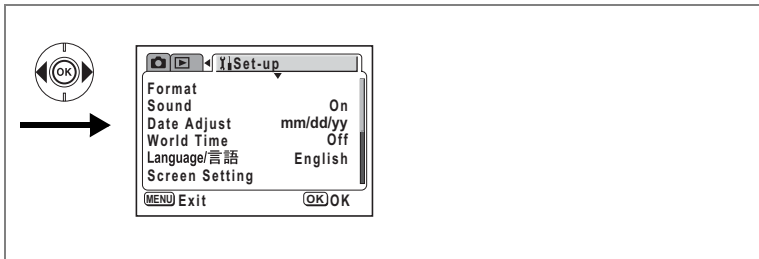 OK
Set-up
Format
Sound On
Date Adjust mm/dd/yy
World Time Off
Language/言語 English
Screen Setting
MENU Exit OK OK